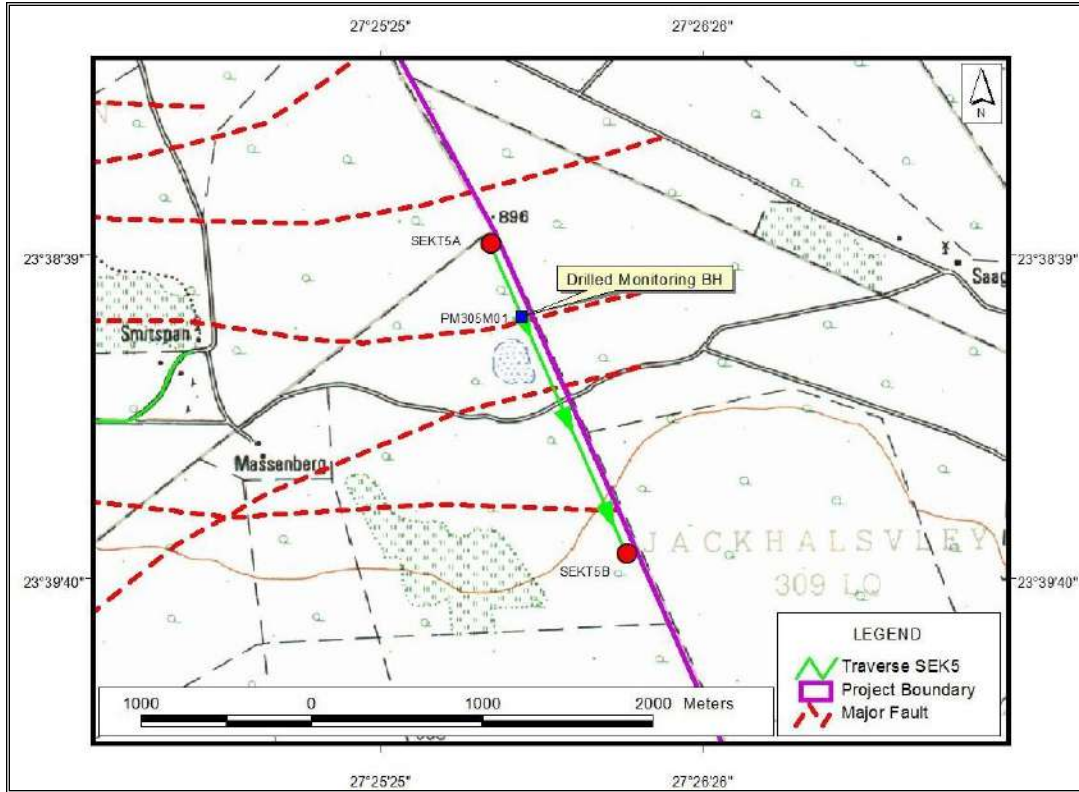 27°25'25" 27°26'26"
N
896
SEKT5A
23°38'39" 23°38'39"
Drilled Monitoring BH
Saag
PM305M01
Smitspan
Massenberg
JACKHALSVLEY
SEKT5B
23°39'40" 23°39'40"
309 LQ
LEGEND
Traverse SEK5
Project Boundary
Major Fault
1000 0 1000 2000 Meters
27°25'25" 27°26'26"